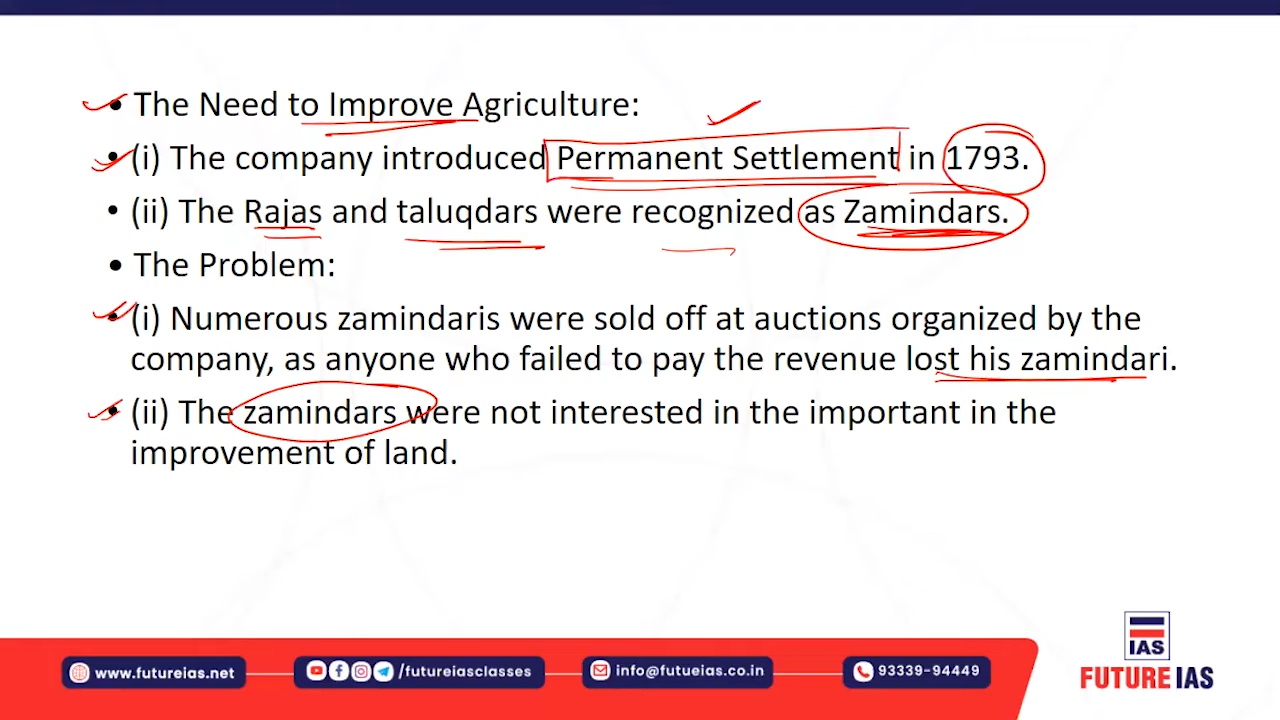 • The Need to Improve Agriculture:
• (i) The company introduced Permanent Settlement in 1793.
• (ii) The Rajas and taluqdars were recognized as Zamindars.
• The Problem:
• (i) Numerous zamindaris were sold off at auctions organized by the
company, as anyone who failed to pay the revenue lost his zamindari.
• (ii) The zamindars were not interested in the important in the
improvement of land.
IAS
FUTURE IAS
www.futureias.net
/futureiasclasses
info@futueias.co.in
93339-94449